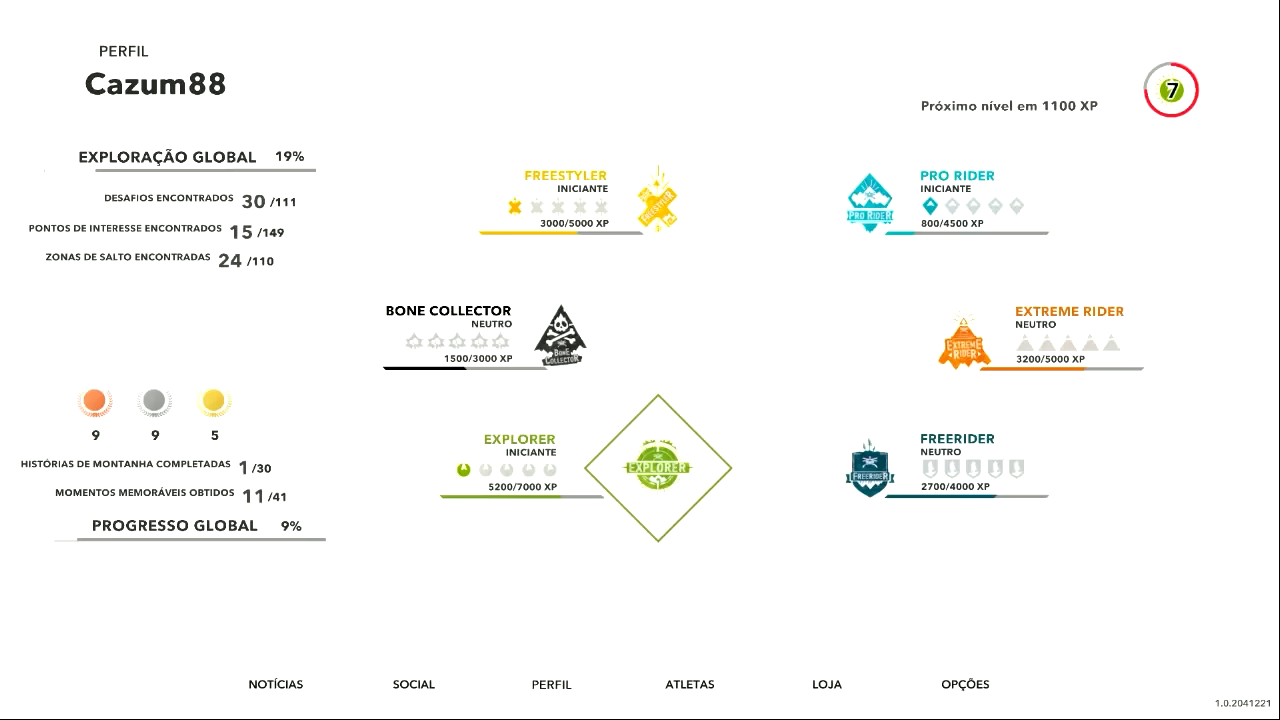 PERFIL
Cazum88
Próximo nível em 1100 XP
7
EXPLORAÇÃO GLOBAL 19%
DESAFIOS ENCONTRADOS 30 /111
PONTOS DE INTERESSE ENCONTRADOS 15 /149
ZONAS DE SALTO ENCONTRADAS 24 /110
FREESTYLER
INICIANTE
3000/5000 XP
FREESTYLER
PRO RIDER
PRO RIDER
INICIANTE
800/4500 XP
BONE COLLECTOR
NEUTRO
1500/3000 XP
BONE COLLECTOR
EXTREME RIDER
EXTREME RIDER
NEUTRO
3200/5000 XP
9 9 5
HISTÓRIAS DE MONTANHA COMPLETADAS 1 /30
MOMENTOS MEMORÁVEIS OBTIDOS 11 /41
PROGRESSO GLOBAL 9%
EXPLORER
INICIANTE
5200/7000 XP
EXPLORER
FREERIDER
FREERIDER
NEUTRO
2700/4000 XP
NOTÍCIAS SOCIAL PERFIL ATLETAS LOJA OPÇÕES
1.0.2041221